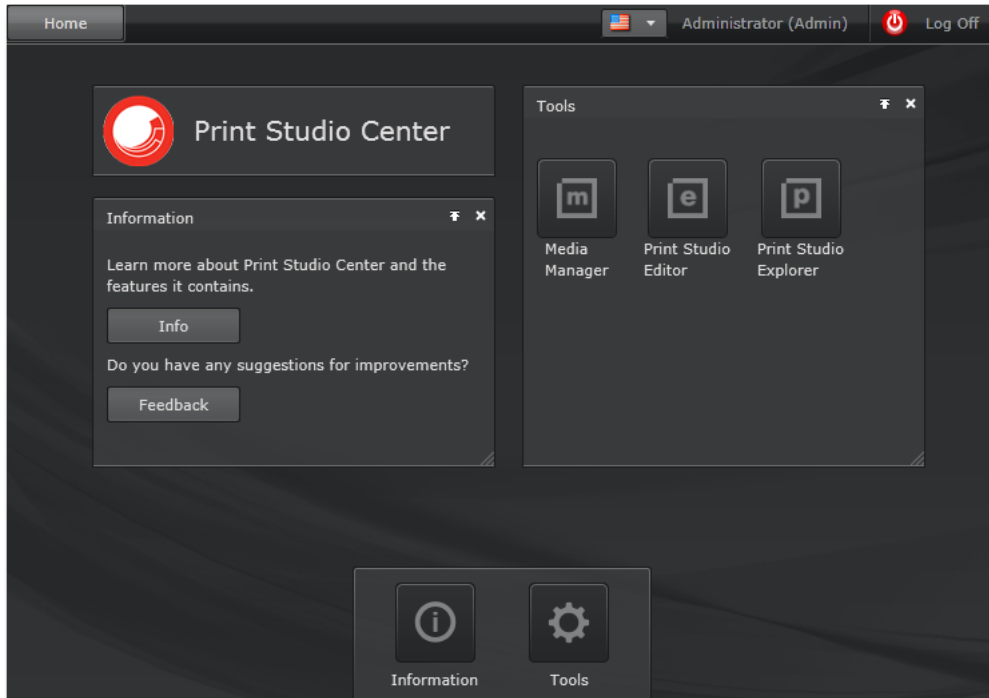 Home
Administrator (Admin)
Log Off
Print Studio Center
Information
Learn more about Print Studio Center and the
features it contains.
Info
Do you have any suggestions for improvements?
Feedback
Tools
m
e
p
Media
Manager
Print Studio
Editor
Print Studio
Explorer
Information
Tools